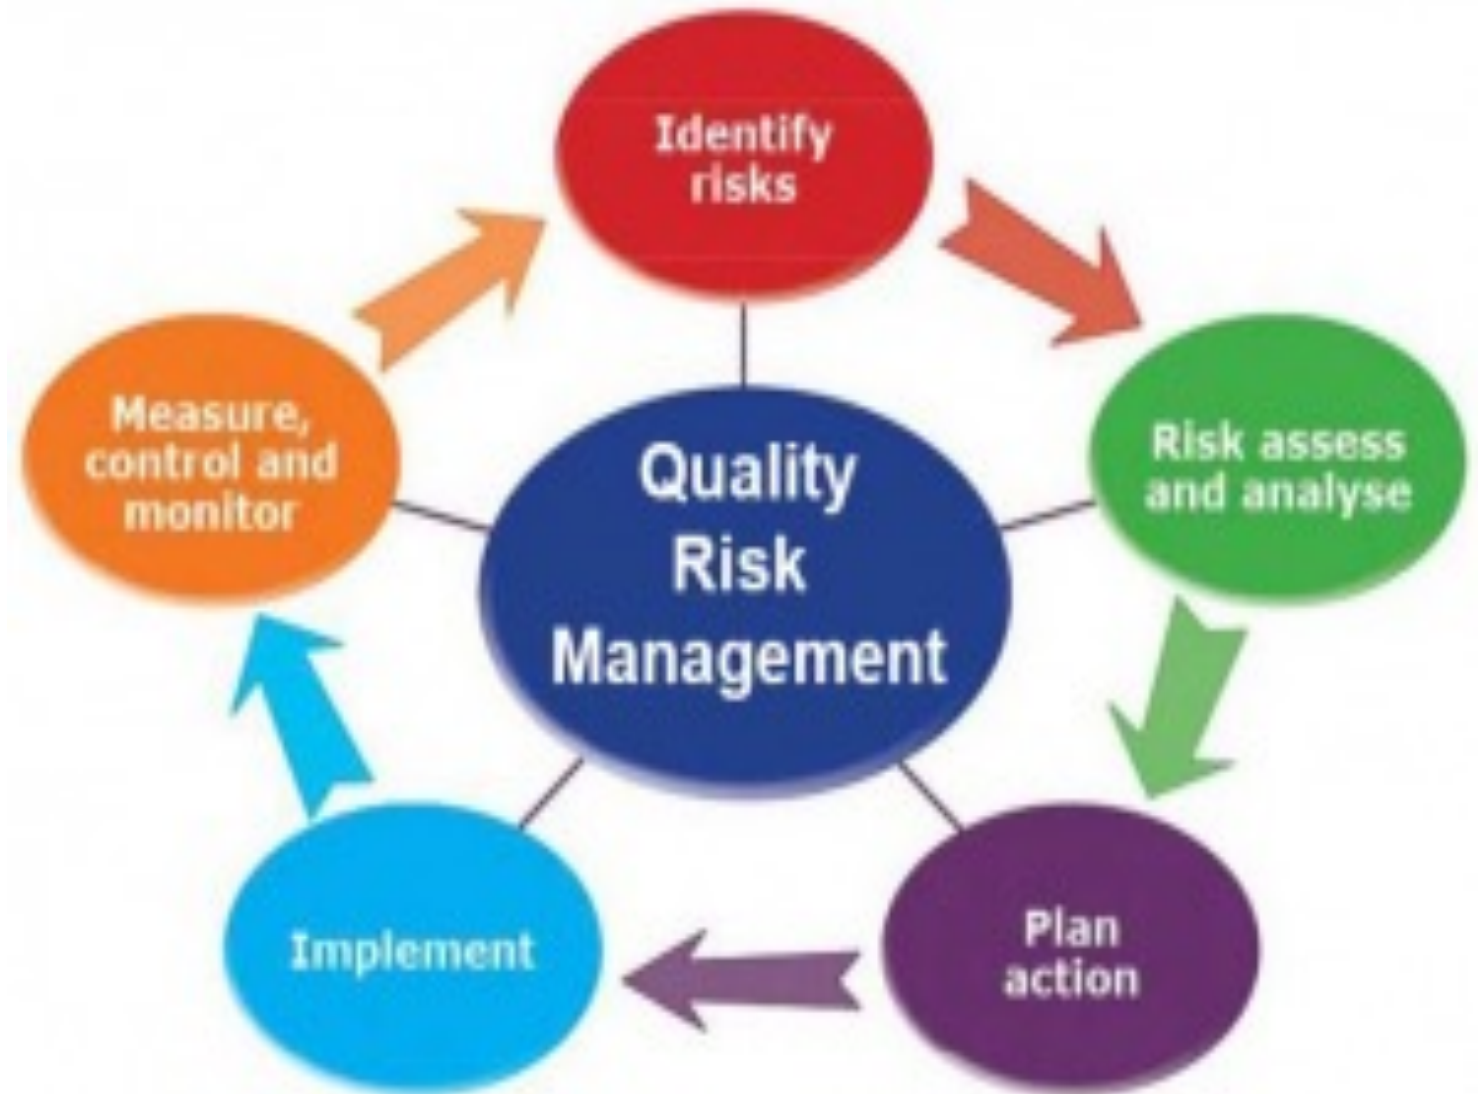 Identify
risks
Risk assess
and analyse
Plan
action
Implement
Measure,
control and
monitor
Quality
Risk
Management